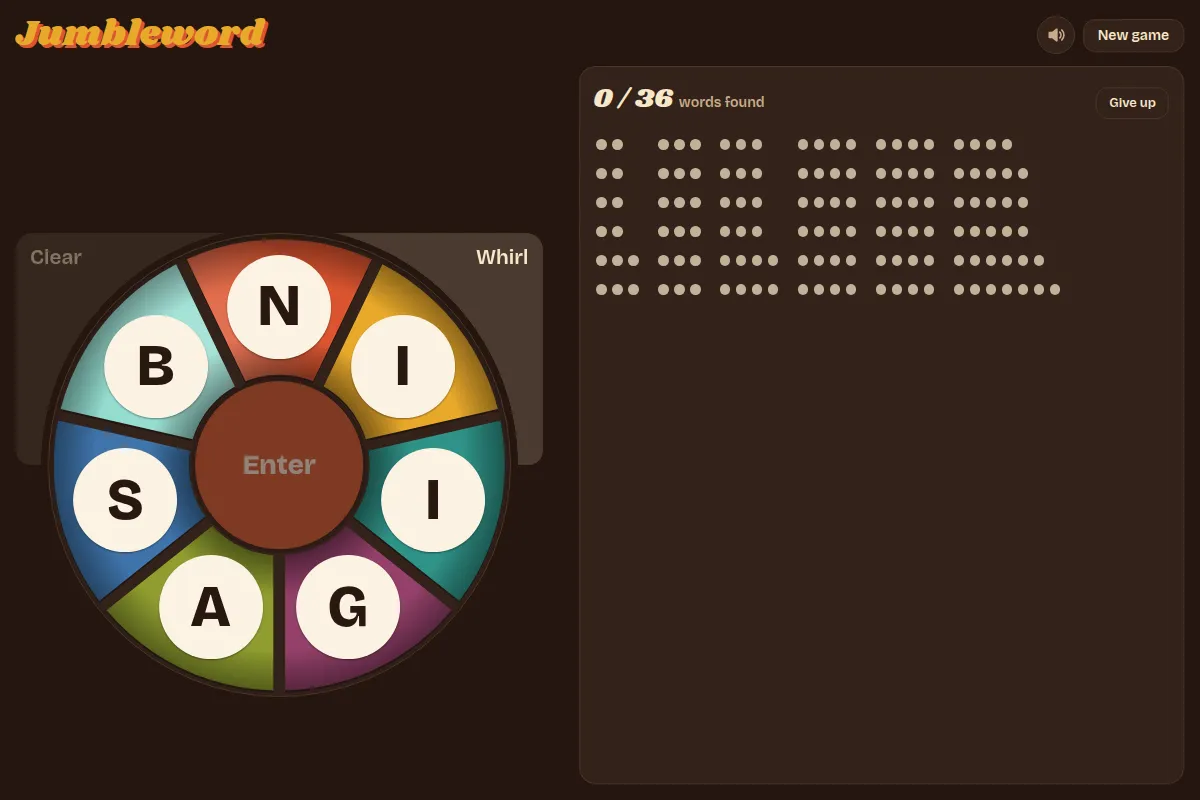 Jumbleword
New game
0 / 36 words found
Give up
Clear
Whirl
N
B
I
Enter
S
I
A
G